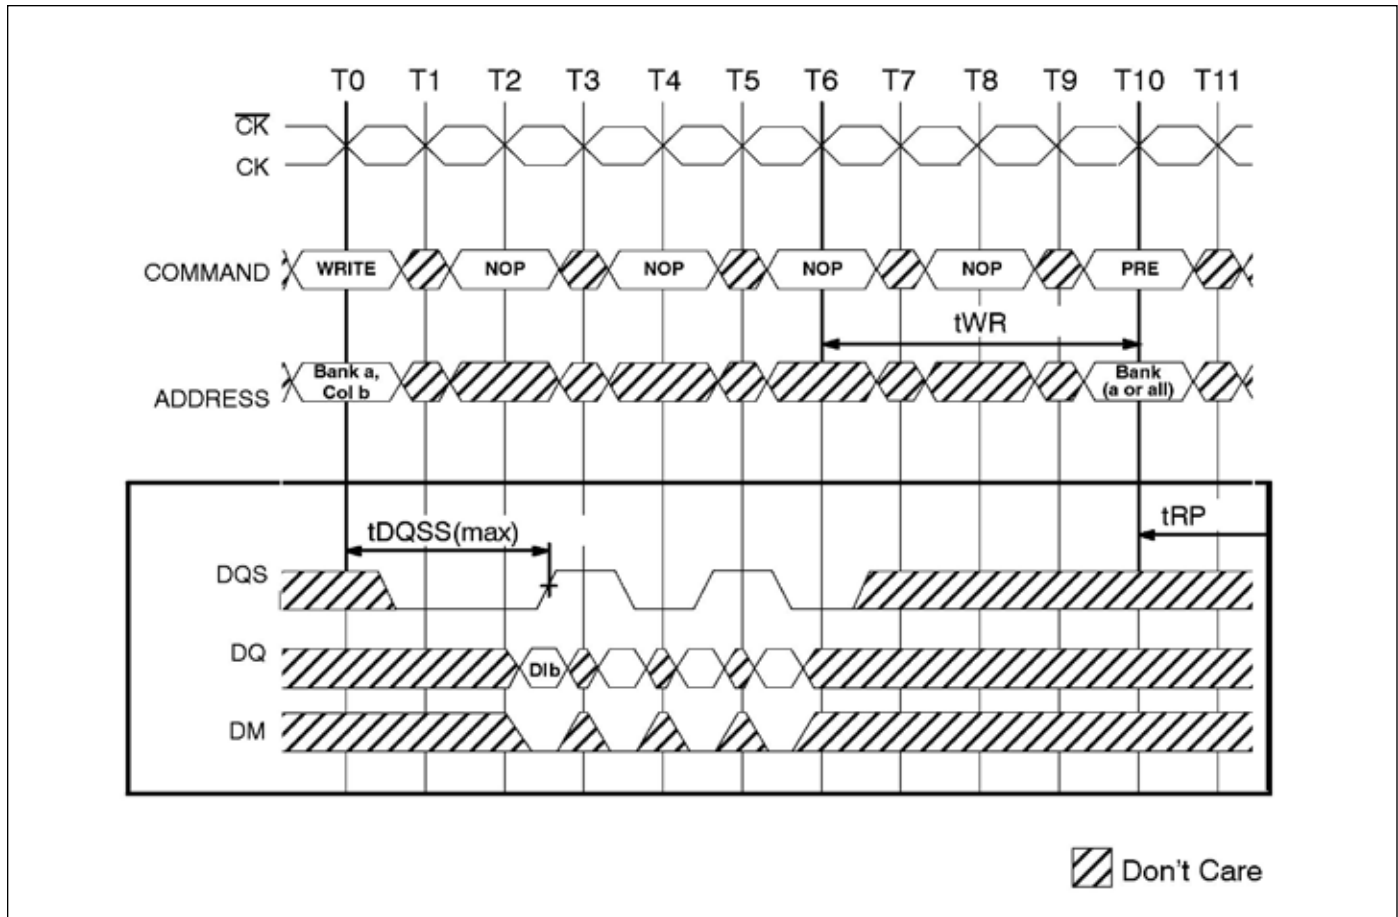 T0 T1 T2 T3 T4 T5 T6 T7 T8 T9 T10 T11
CK
CK
COMMAND WRITE NOP NOP NOP NOP PRE
tWR
ADDRESS Bank a, Col b Bank (a or all)
tDQSS(max) tRP
DQS
DQ DIb
DM
Don't Care